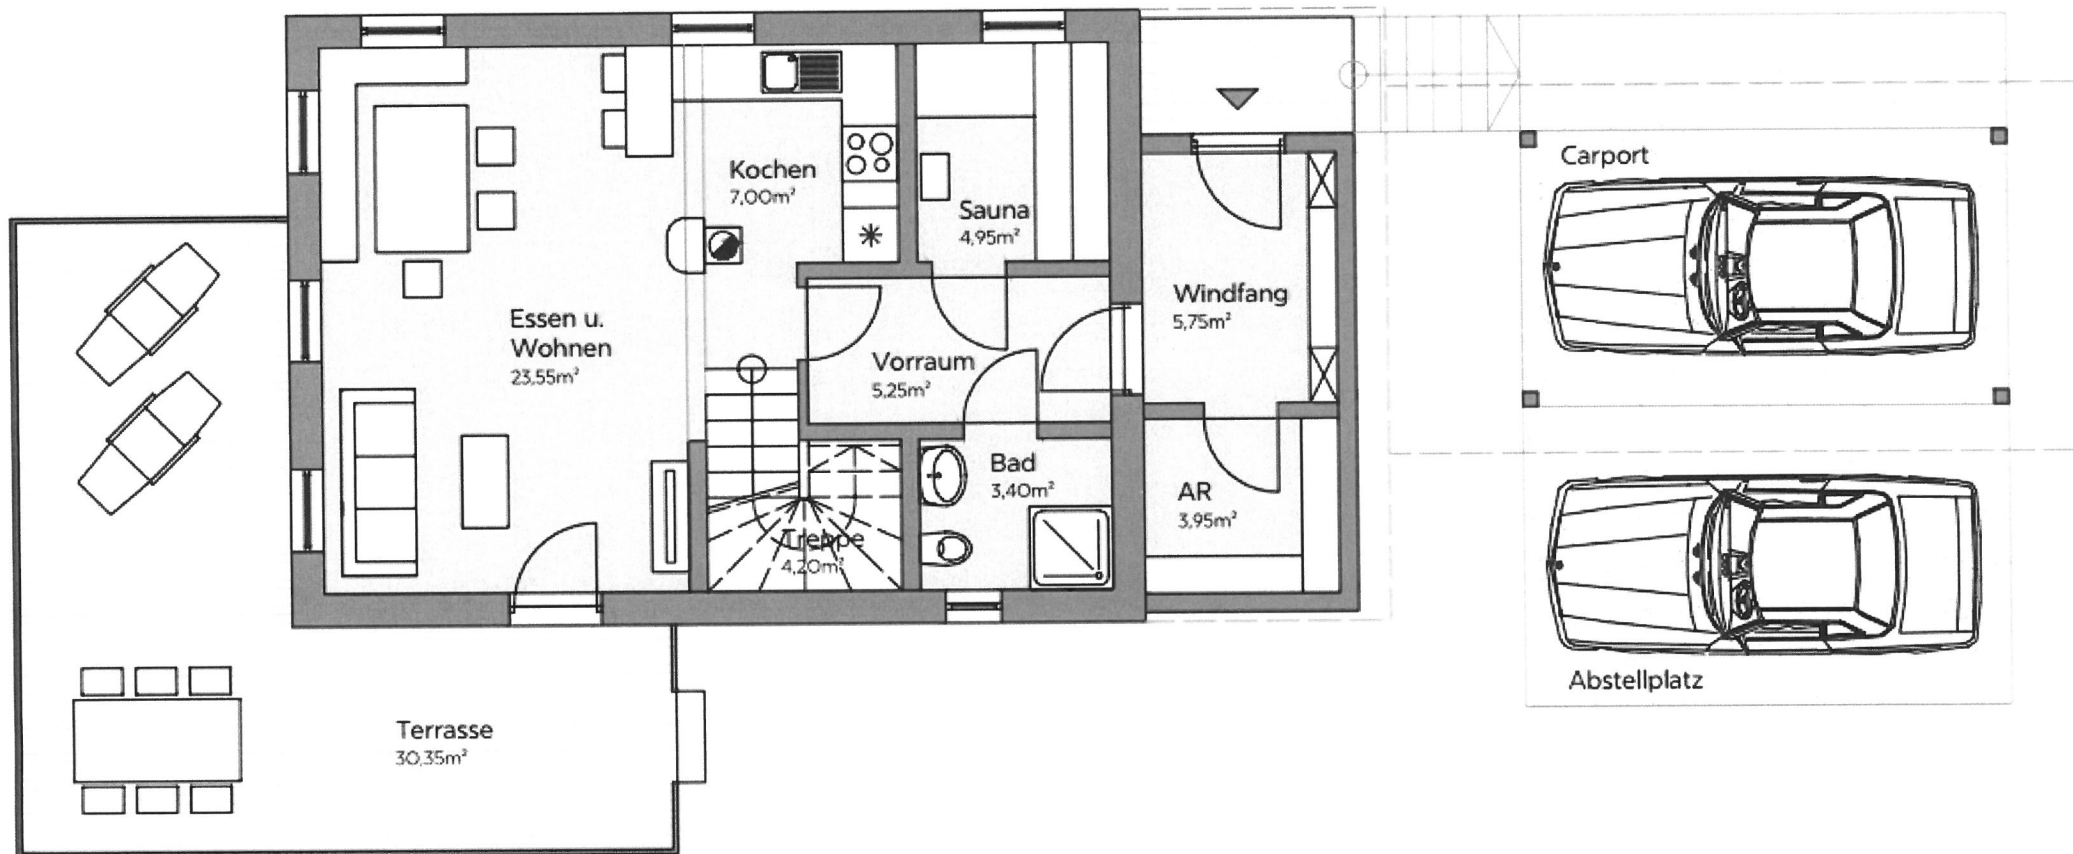 Carport
Kochen
7,00m²
Sauna
4,95m²
Windfang
5,75m²
Essen u.
Wohnen
23,55m²
Vorraum
5,25m²
Bad
3,40m²
AR
3,95m²
Treppe
4,20m²
Abstellplatz
Terrasse
30,35m²